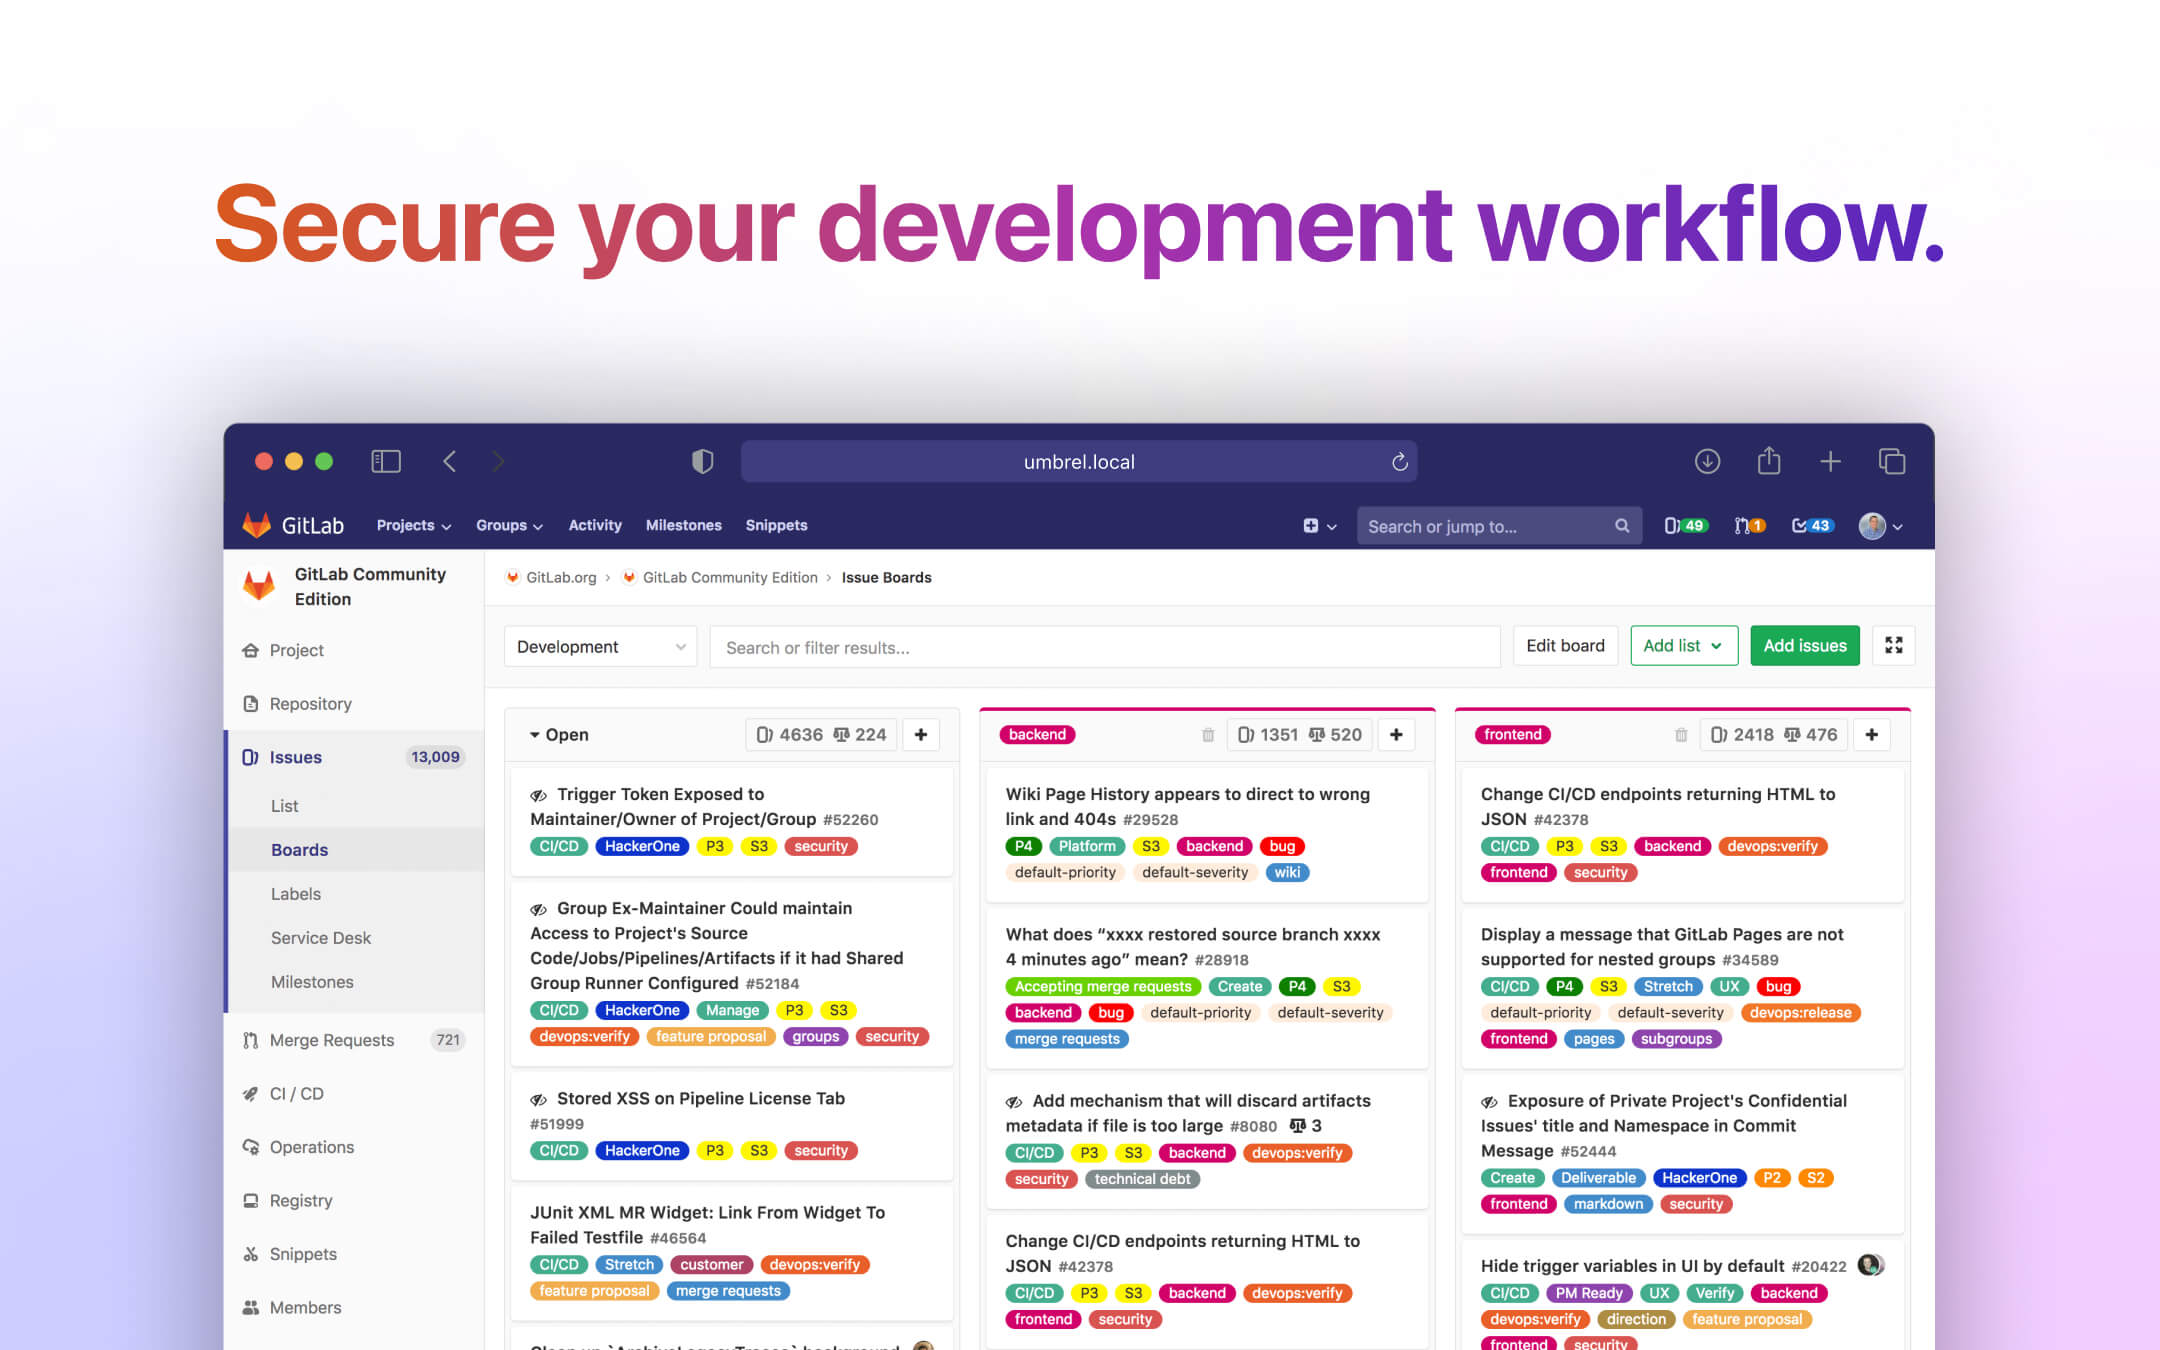 Secure your development workflow.
umbrel.local
GitLab
Projects
Groups
Activity
Milestones
Snippets
Search or jump to...
49
1
43
GitLab Community
Edition
Project
Repository
Issues 13,009
List
Boards
Labels
Service Desk
Milestones
Merge Requests 721
CI / CD
Operations
Registry
Snippets
Members
GitLab.org › GitLab Community Edition › Issue Boards
Development
Search or filter results...
Edit board
Add list
Add issues
Open 4636 224 +
Trigger Token Exposed to
Maintainer/Owner of Project/Group #52260
CI/CD HackerOne P3 S3 security
Group Ex-Maintainer Could maintain
Access to Project's Source
Code/Jobs/Pipelines/Artifacts if it had Shared
Group Runner Configured #52184
CI/CD HackerOne Manage P3 S3
devops:verify feature proposal groups security
Stored XSS on Pipeline License Tab
#51999
CI/CD HackerOne P3 S3 security
JUnit XML MR Widget: Link From Widget To
Failed Testfile #46564
CI/CD Stretch customer devops:verify
feature proposal merge requests
backend 1351 520 +
Wiki Page History appears to direct to wrong
link and 404s #29528
P4 Platform S3 backend bug
default-priority default-severity wiki
What does “xxxx restored source branch xxxx
4 minutes ago” mean? #28918
Accepting merge requests Create P4 S3
backend bug default-priority default-severity
merge requests
Add mechanism that will discard artifacts
metadata if file is too large #8080 3
CI/CD P3 S3 backend devops:verify
security technical debt
Change CI/CD endpoints returning HTML to
JSON #42378
CI/CD P3 S3 backend devops:verify
frontend security
frontend 2418 476 +
Change CI/CD endpoints returning HTML to
JSON #42378
CI/CD P3 S3 backend devops:verify
frontend security
Display a message that GitLab Pages are not
supported for nested groups #34589
CI/CD P4 S3 Stretch UX bug
default-priority default-severity devops:release
frontend pages subgroups
Exposure of Private Project's Confidential
Issues' title and Namespace in Commit
Message #52444
Create Deliverable HackerOne P2 S2
frontend markdown security
Hide trigger variables in UI by default #20422
CI/CD PM Ready UX Verify backend
devops:verify direction feature proposal
frontend security